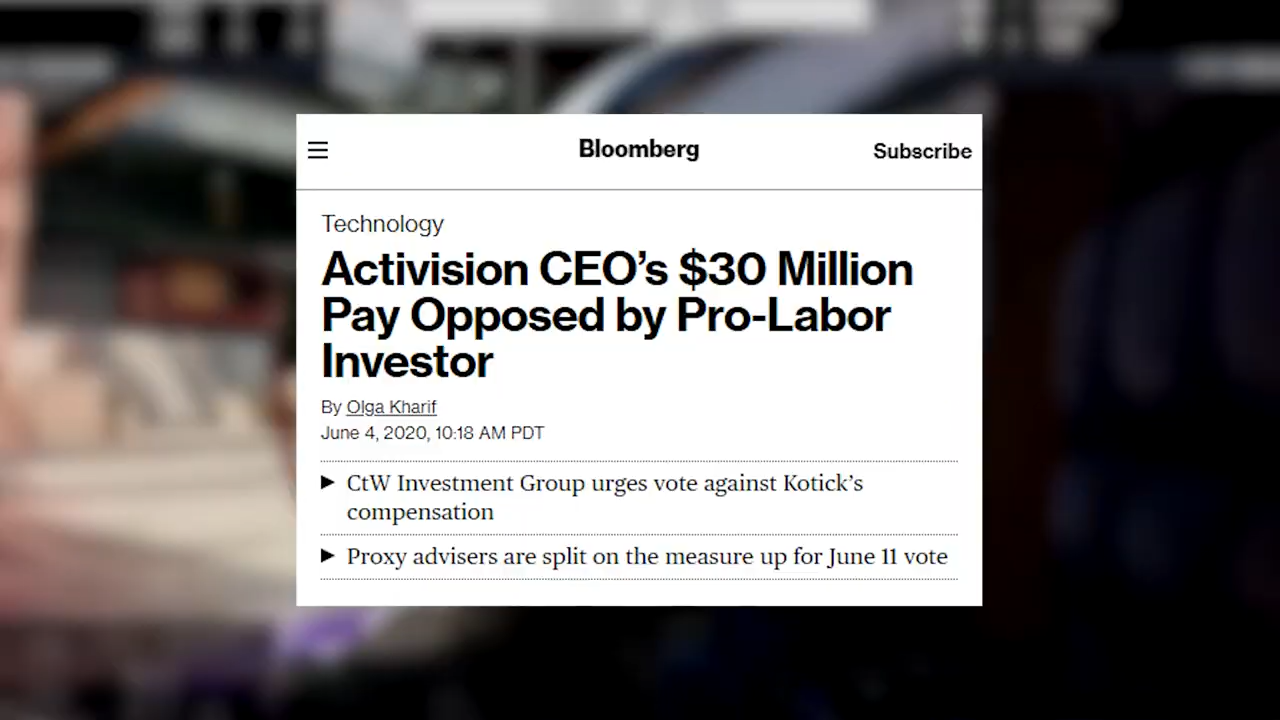 Bloomberg
Subscribe
Technology
Activision CEO’s $30 Million
Pay Opposed by Pro-Labor
Investor
By Olga Kharif
June 4, 2020, 10:18 AM PDT
▶ CtW Investment Group urges vote against Kotick’s
compensation
▶ Proxy advisers are split on the measure up for June 11 vote